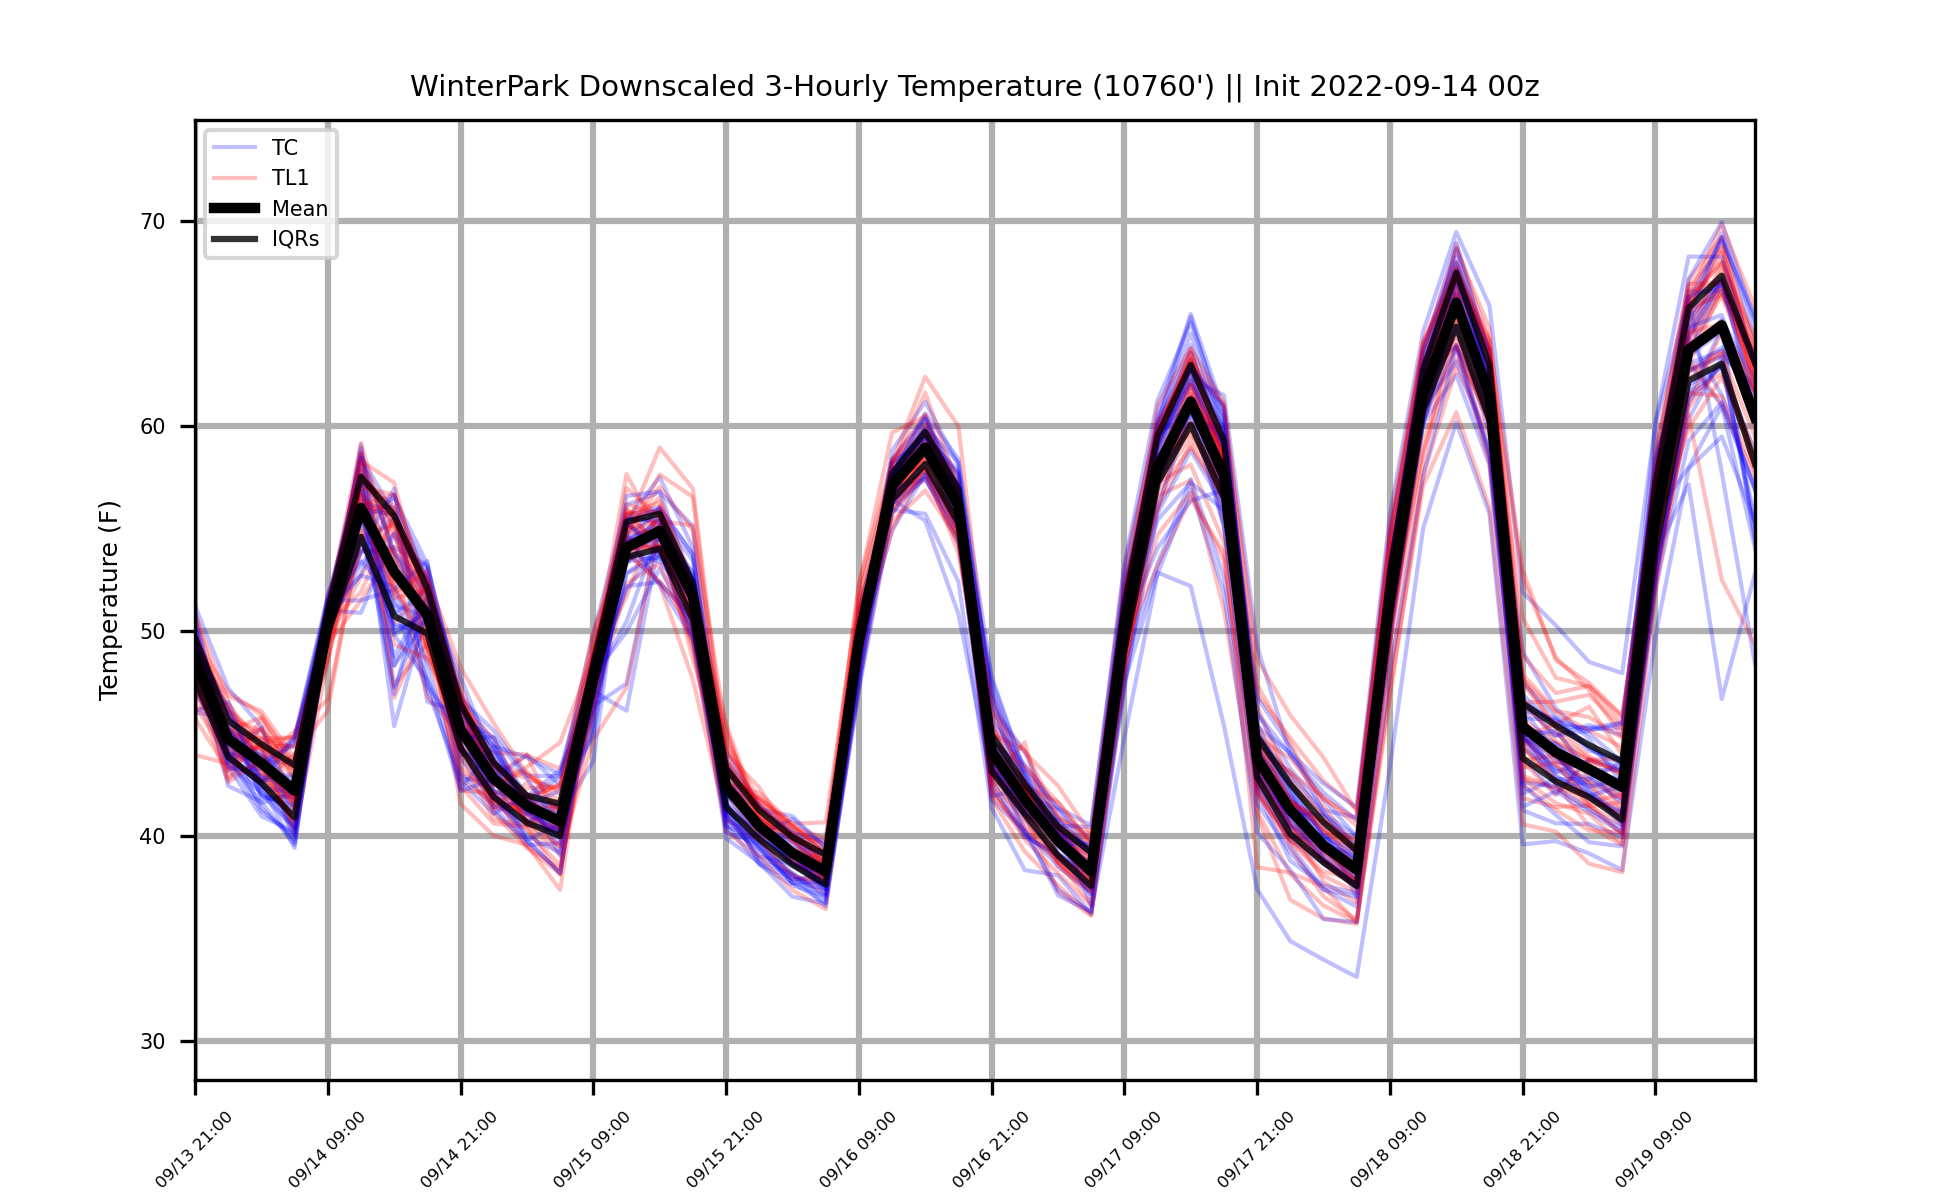 WinterPark Downscaled 3-Hourly Temperature (10760') || Init 2022-09-14 00z
TC
TL1
Mean
IQRs
Temperature (F)
70
60
50
40
30
09/13 21:00
09/14 09:00
09/14 21:00
09/15 09:00
09/15 21:00
09/16 09:00
09/16 21:00
09/17 09:00
09/17 21:00
09/18 09:00
09/18 21:00
09/19 09:00